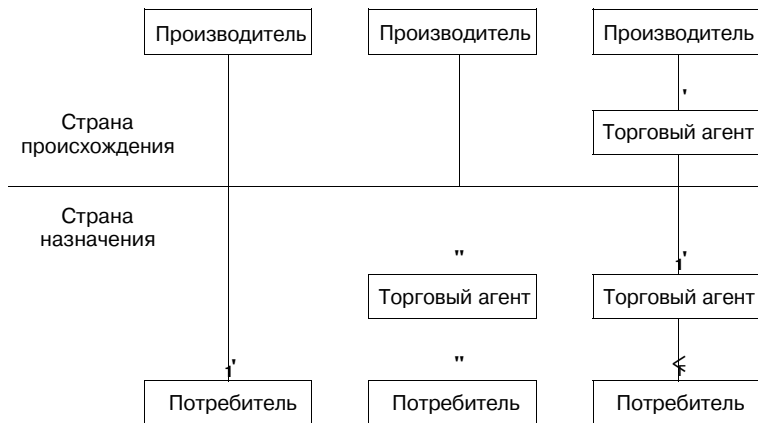 Производитель Производитель Производитель
Страна
происхождения
Торговый агент
Страна
назначения
Торговый агент Торговый агент
Потребитель Потребитель Потребитель